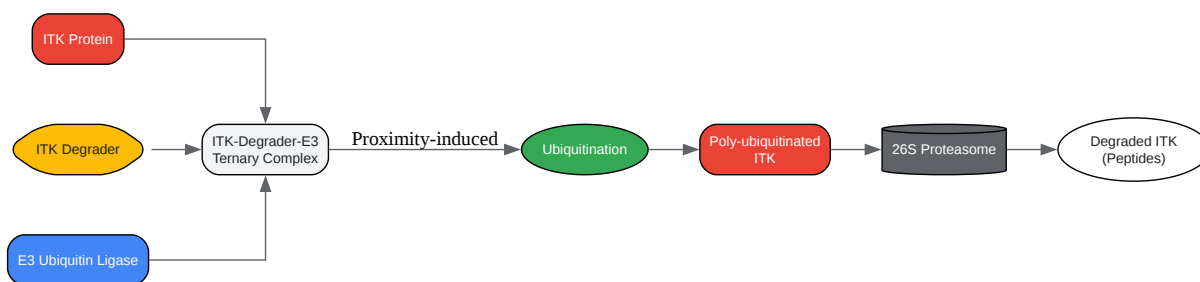 ITK Protein
ITK Degrader
E3 Ubiquitin Ligase
ITK-Degrader-E3
Ternary Complex
Proximity-induced
Ubiquitination
Poly-ubiquitinated
ITK
26S Proteasome
Degraded ITK
(Peptides)